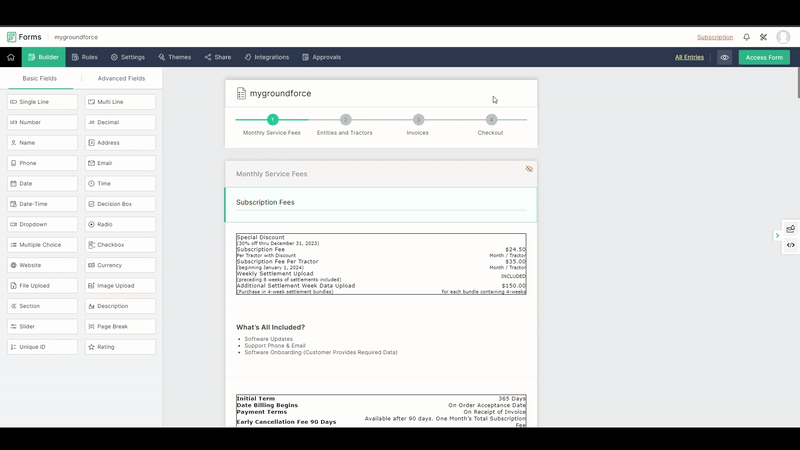 Forms mygroundforce Subscription
Builder Rules Settings Themes Share Integrations Approvals All Entries Access Form
Basic Fields Advanced Fields
Single Line Multi Line
Number Decimal
Name Address
Phone Email
Date Time
Date-Time Decision Box
Dropdown Radio
Multiple Choice Checkbox
Website Currency
File Upload Image Upload
Section Description
Slider Page Break
Unique ID Rating
mygroundforce
1 2 3 4
Monthly Service Fees Entities and Tractors Invoices Checkout
Monthly Service Fees
Subscription Fees
Special Discount
(30% off thru December 31, 2023)
Subscription Fee $24.50
Per Tractor with Discount Month / Tractor
Subscription Fee Per Tractor $35.00
(beginning January 1, 2024) Month / Tractor
Weekly Settlement Upload
(preceding 8 weeks of settlements included) INCLUDED
Additional Settlement Week Data Upload $150.00
(Purchase in 4-week settlement bundles) for each bundle containing 4-weeks
What's All Included?
Software Updates
Support Phone & Email
Software Onboarding (Customer Provides Required Data)
Initial Term 365 Days
Date Billing Begins On Order Acceptance Date
Payment Terms On Receipt of Invoice
Early Cancellation Fee 90 Days Available after 90 days. One Month's Total Subscription
Fee